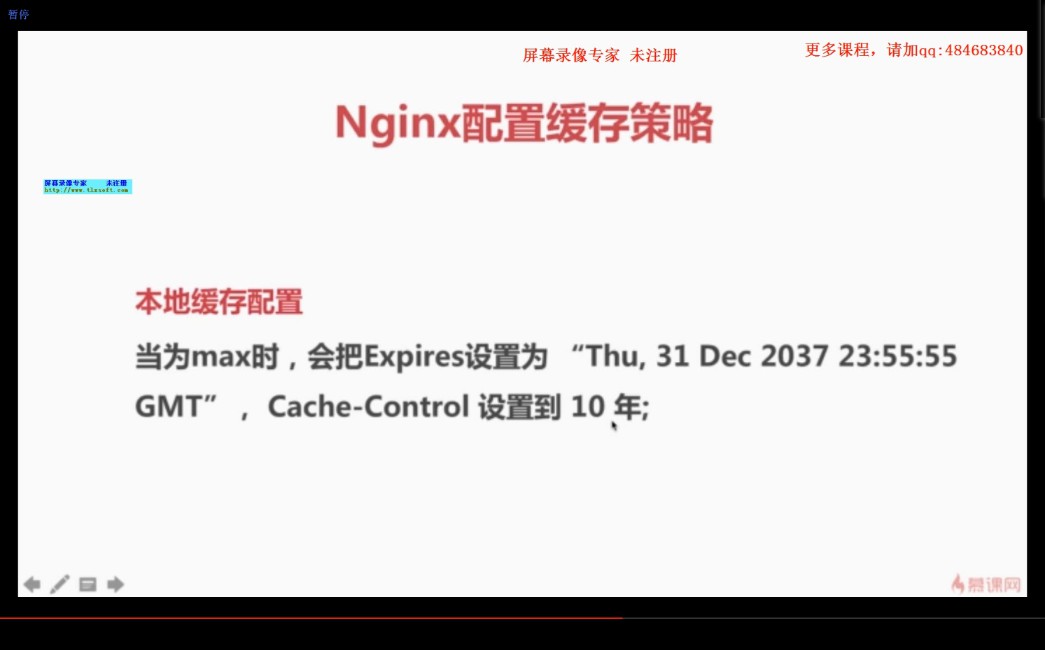 暂停
屏幕录像专家 未注册
更多课程，请加qq:484683840
Nginx配置缓存策略
屏幕录像专家 未注册
http://www.tlxsoft.com
本地缓存配置
当为max时，会把Expires设置为 “Thu, 31 Dec 2037 23:55:55
GMT” ， Cache-Control 设置到 10 年;
慕课网